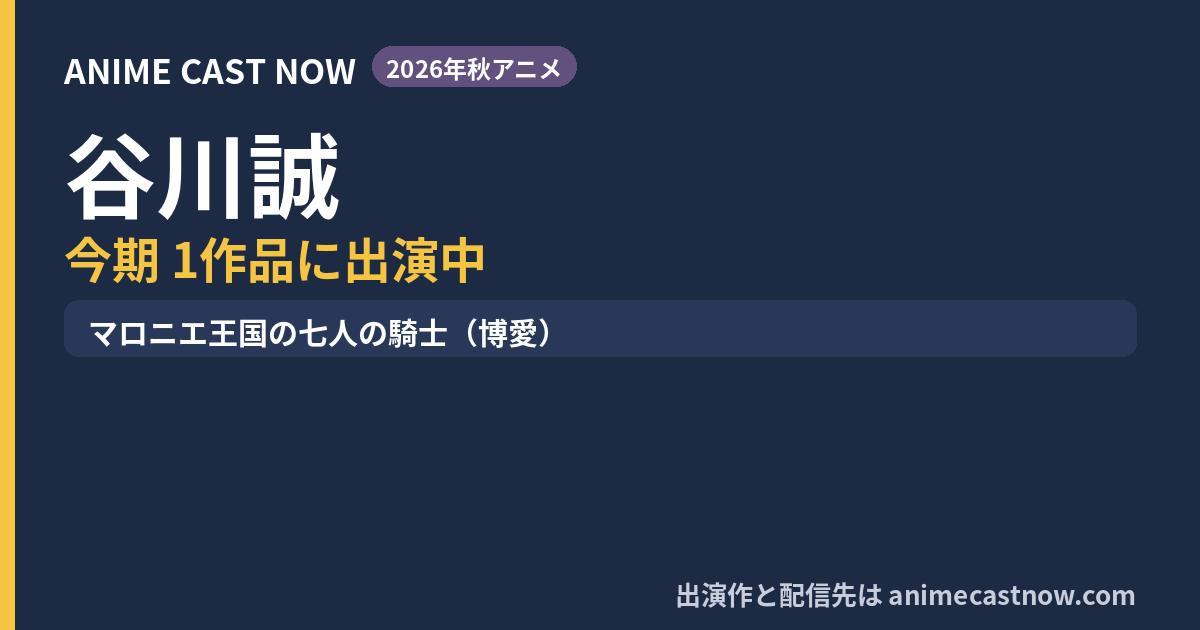 ANIME CAST NOW 2026年秋アニメ
谷川誠
今期 1作品に出演中
マロニエ王国の七人の騎士（博愛）
出演作と配信先は animecastnow.com